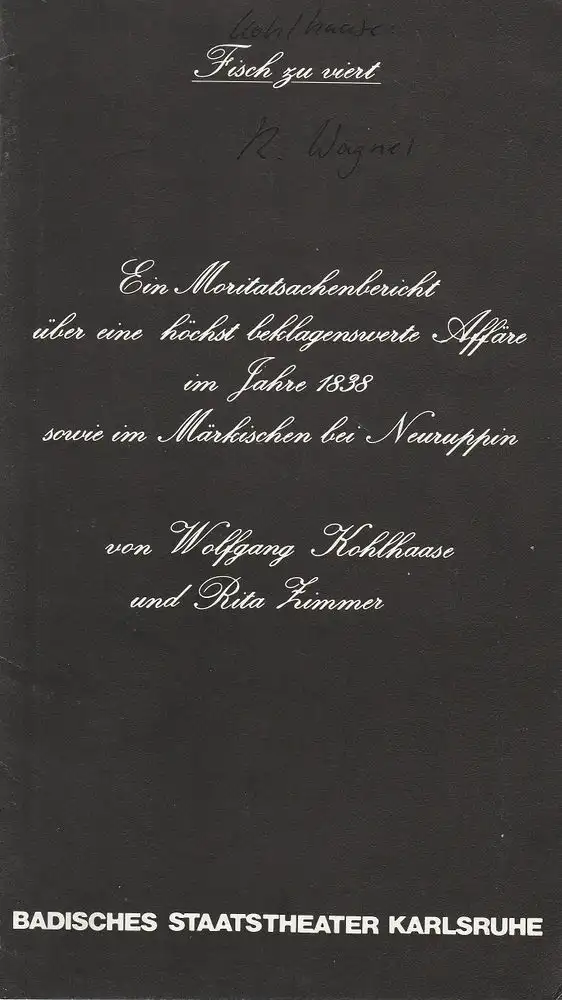 Kohlhaase
Fisch zu viert
K. Wagner
Ein Moritatsachenbericht
über eine höchst beklagenswerte Affäre
im Jahre 1838
sowie im Märkischen bei Neuruppin
von Wolfgang Kohlhaase
und Rita Zimmer
BADISCHES STAATSTHEATER KARLSRUHE